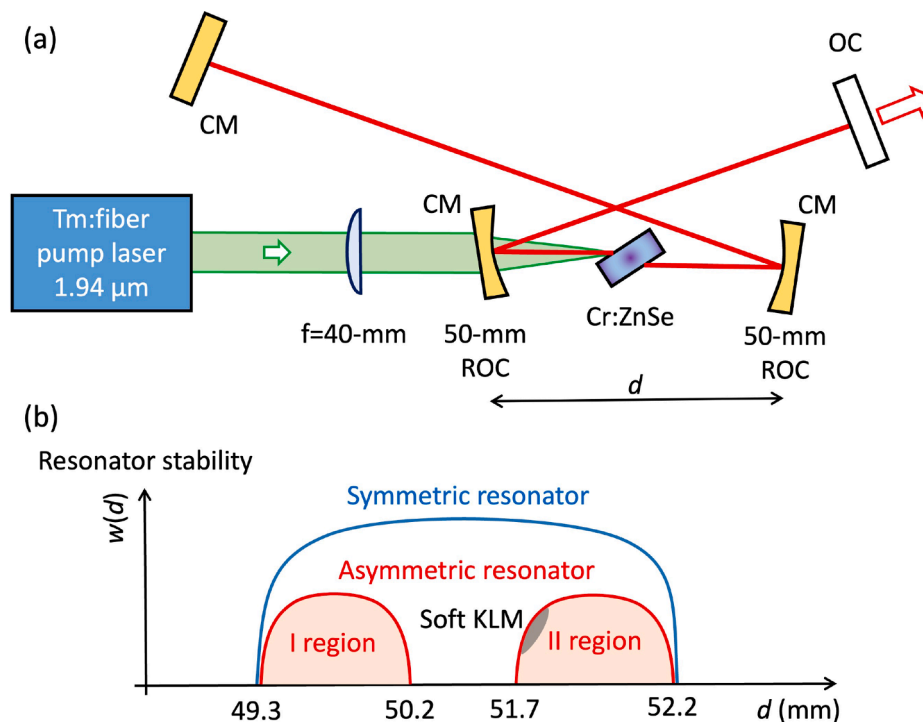 (a)
OC
CM
CM
CM
Tm:fiber
pump laser
1.94 µm
Cr:ZnSe
f=40-mm
50-mm
ROC
50-mm
ROC
d
(b)
Resonator stability
w(d)
Symmetric resonator
Asymmetric resonator
Soft KLM
I region
II region
49.3
50.2
51.7
52.2
d (mm)